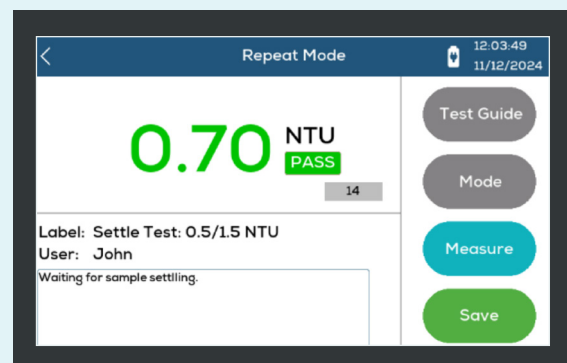 Repeat Mode
12:03:49
11/12/2024
0.70 NTU
PASS
14
Label: Settle Test: 0.5/1.5 NTU
User: John
Waiting for sample settlling.
Test Guide
Mode
Measure
Save